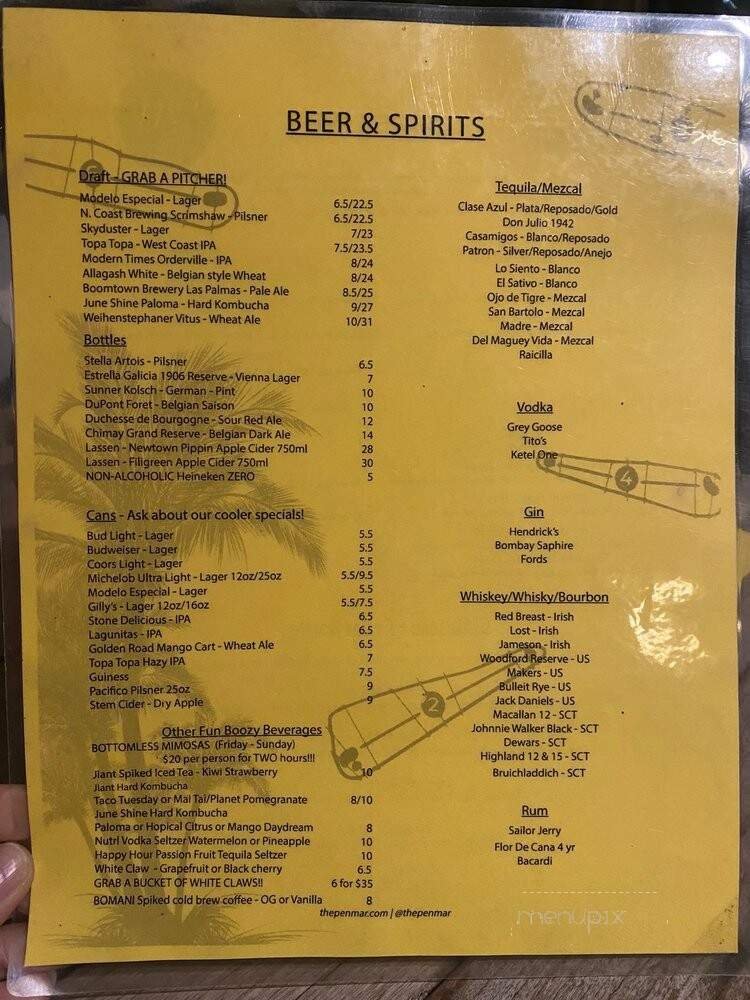 BEER & SPIRITS
Draft - GRAB A PITCHER!
Modelo Especial - Lager 6.5/22.5
N. Coast Brewing Scrimshaw - Pilsner 6.5/22.5
Skyduster - Lager 7/23
Topa Topa - West Coast IPA 7.5/23.5
Modern Times Orderville - IPA 8/24
Allagash White - Belgian style Wheat 8/24
Boomtown Brewery Las Palmas - Pale Ale 8.5/25
June Shine Paloma - Hard Kombucha 9/27
Weihenstephaner Vitus - Wheat Ale 10/31
Bottles
Stella Artois - Pilsner 6.5
Estrella Galicia 1906 Reserve - Vienna Lager 7
Sunner Kolsch - German - Pint 10
DuPont Foret - Belgian Saison 10
Duchesse de Bourgogne - Sour Red Ale 12
Chimay Grand Reserve - Belgian Dark Ale 14
Lassen - Newtown Pippin Apple Cider 750ml 28
Lassen - Filigreen Apple Cider 750ml 30
NON-ALCOHOLIC Heineken ZERO 5
Cans - Ask about our cooler specials!
Bud Light - Lager 5.5
Budweiser - Lager 5.5
Coors Light - Lager 5.5
Michelob Ultra Light - Lager 12oz/25oz 5.5/9.5
Modelo Especial - Lager 5.5
Gilly's - Lager 12oz/16oz 5.5/7.5
Stone Delicious - IPA 6.5
Lagunitas - IPA 6.5
Golden Road Mango Cart - Wheat Ale 6.5
Topa Topa Hazy IPA 7
Guiness 7.5
Pacifico Pilsner 25oz 9
Stem Cider - Dry Apple 9
Other Fun Boozy Beverages
BOTTOMLESS MIMOSAS (Friday - Sunday)
$20 per person for TWO hours!!!
Jiant Spiked Iced Tea - Kiwi Strawberry 10
Jiant Hard Kombucha
Taco Tuesday or Mai Tai/Planet Pomegranate 8/10
June Shine Hard Kombucha
Paloma or Hopical Citrus or Mango Daydream 8
Nutrl Vodka Seltzer Watermelon or Pineapple 10
Happy Hour Passion Fruit Tequila Seltzer 10
White Claw - Grapefruit or Black cherry 6.5
GRAB A BUCKET OF WHITE CLAWS!! 6 for $35
BOMANI Spiked cold brew coffee - OG or Vanilla 8
thepenmar.com | @thepenmar
Tequila/Mezcal
Clase Azul - Plata/Reposado/Gold
Don Julio 1942
Casamigos - Blanco/Reposado
Patron - Silver/Reposado/Anejo
Lo Siento - Blanco
El Sativo - Blanco
Ojo de Tigre - Mezcal
San Bartolo - Mezcal
Madre - Mezcal
Del Maguey Vida - Mezcal
Raicilla
Vodka
Grey Goose
Tito's
Ketel One
4
Gin
Hendrick's
Bombay Saphire
Fords
Whiskey/Whisky/Bourbon
Red Breast - Irish
Lost - Irish
Jameson - Irish
Woodford Reserve - US
Makers - US
Bulleit Rye - US
Jack Daniels - US
2
Macallan 12 - SCT
Johnnie Walker Black - SCT
Dewars - SCT
Highland 12 & 15 - SCT
Bruichladdich - SCT
Rum
Sailor Jerry
Flor De Cana 4 yr
Bacardi
menupix